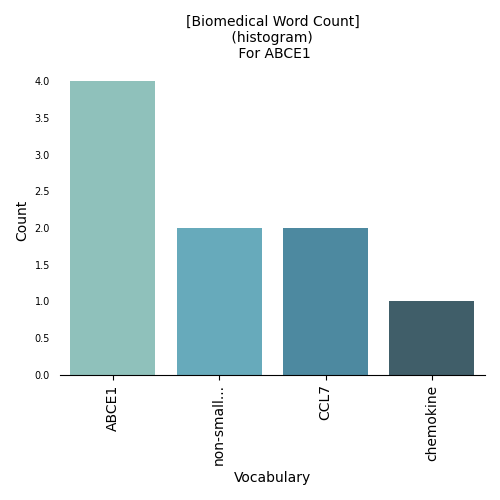 [Biomedical Word Count]
(histogram)
For ABCE1
4.0
3.5
3.0
2.5
2.0
1.5
1.0
0.5
0.0
Count
ABCE1
non-small...
CCL7
chemokine
Vocabulary